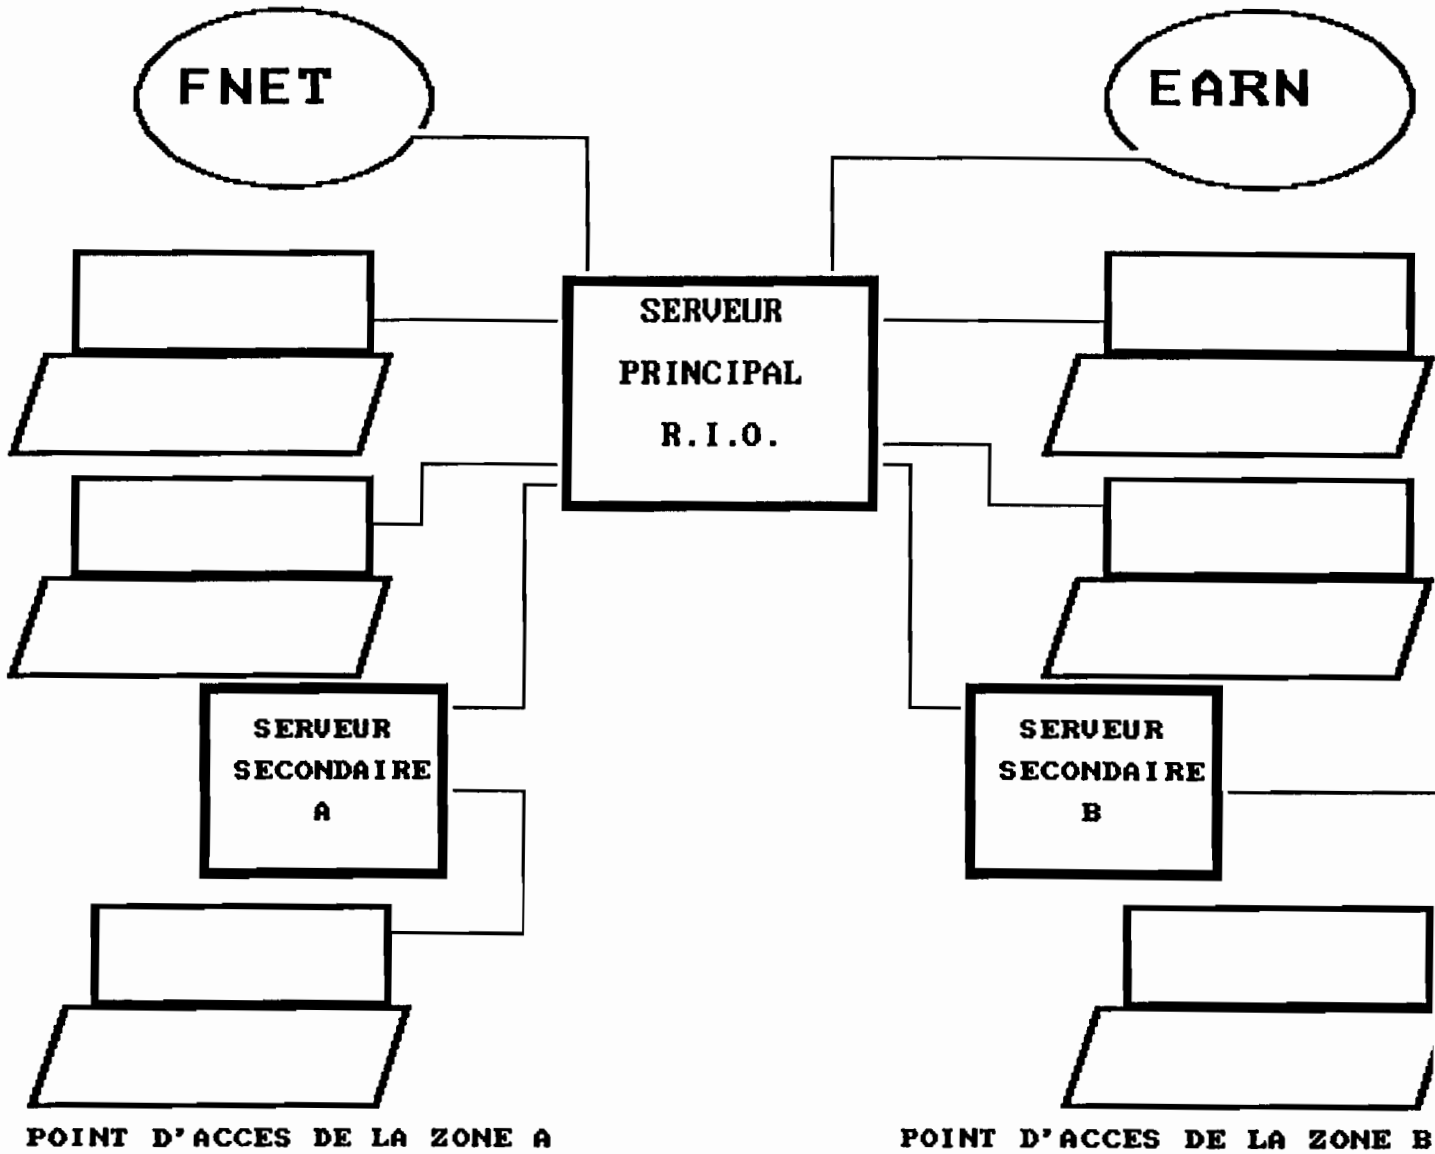 FNET
EARN
SERVEUR
PRINCIPAL
R.I.O.
SERVEUR
SECONDAIRE
A
SERVEUR
SECONDAIRE
B
POINT D'ACCES DE LA ZONE A
POINT D'ACCES DE LA ZONE B